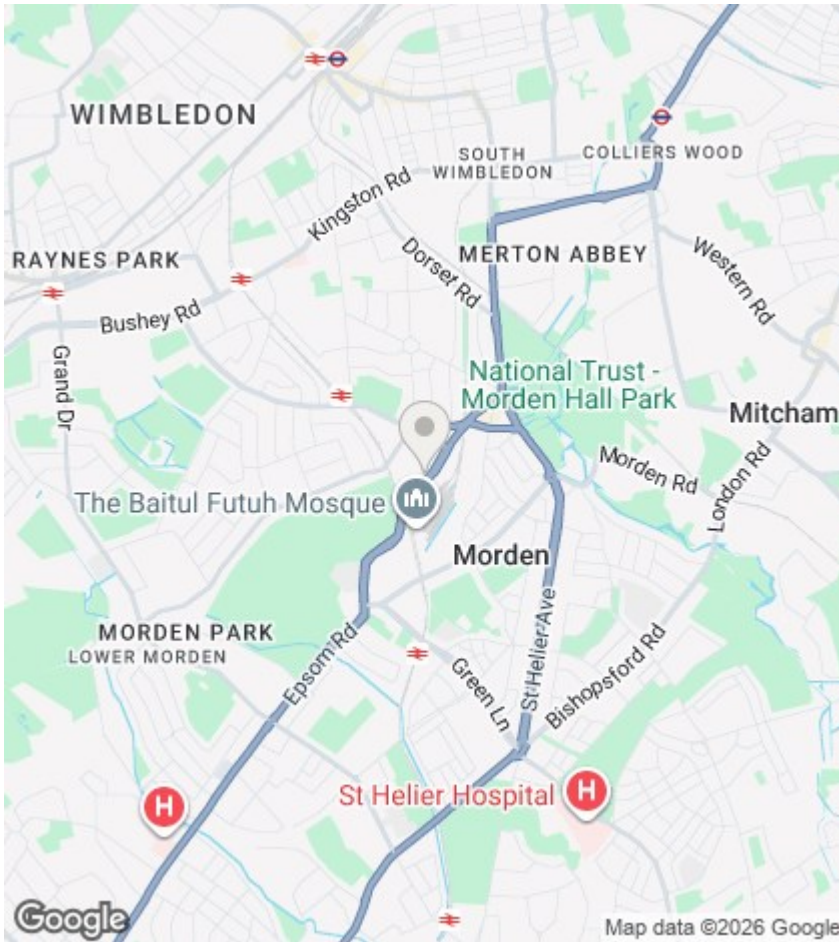 WIMBLEDON
SOUTH
WIMBLEDON
COLLIERS WOOD
Kingston Rd
RAYNES PARK
Dorset Rd
MERTON ABBEY
Western Rd
Bushey Rd
Grand Dr
National Trust -
Morden Hall Park
Mitcham
Morden Rd
London Rd
The Baitul Futuh Mosque
Morden
MORDEN PARK
LOWER MORDEN
Epsom Rd
Green Ln
St Helier Ave
Bishopsford Rd
H
St Helier Hospital
H
Google
Map data ©2026 Google